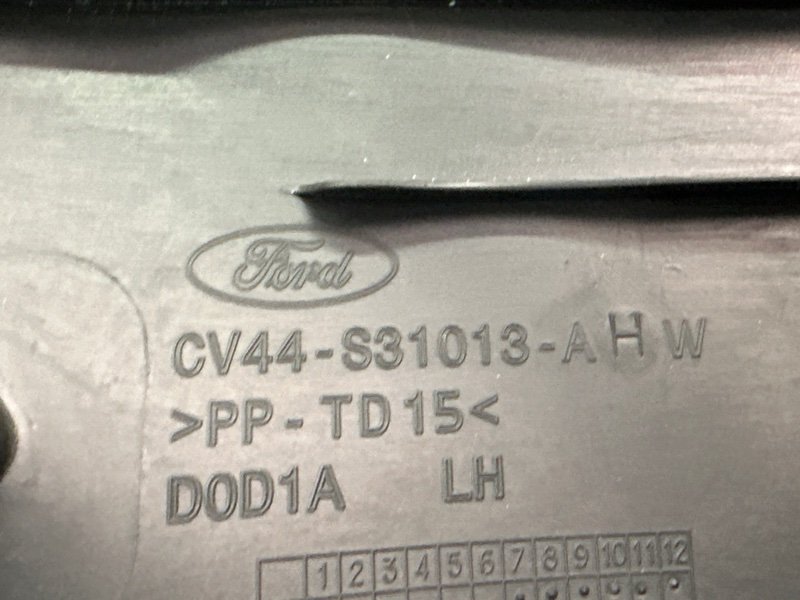 Ford
CV44-S31013-AHW
>PP-TD15<
D0D1A LH
1 2 3 4 5 6 7 8 9 10 11 12